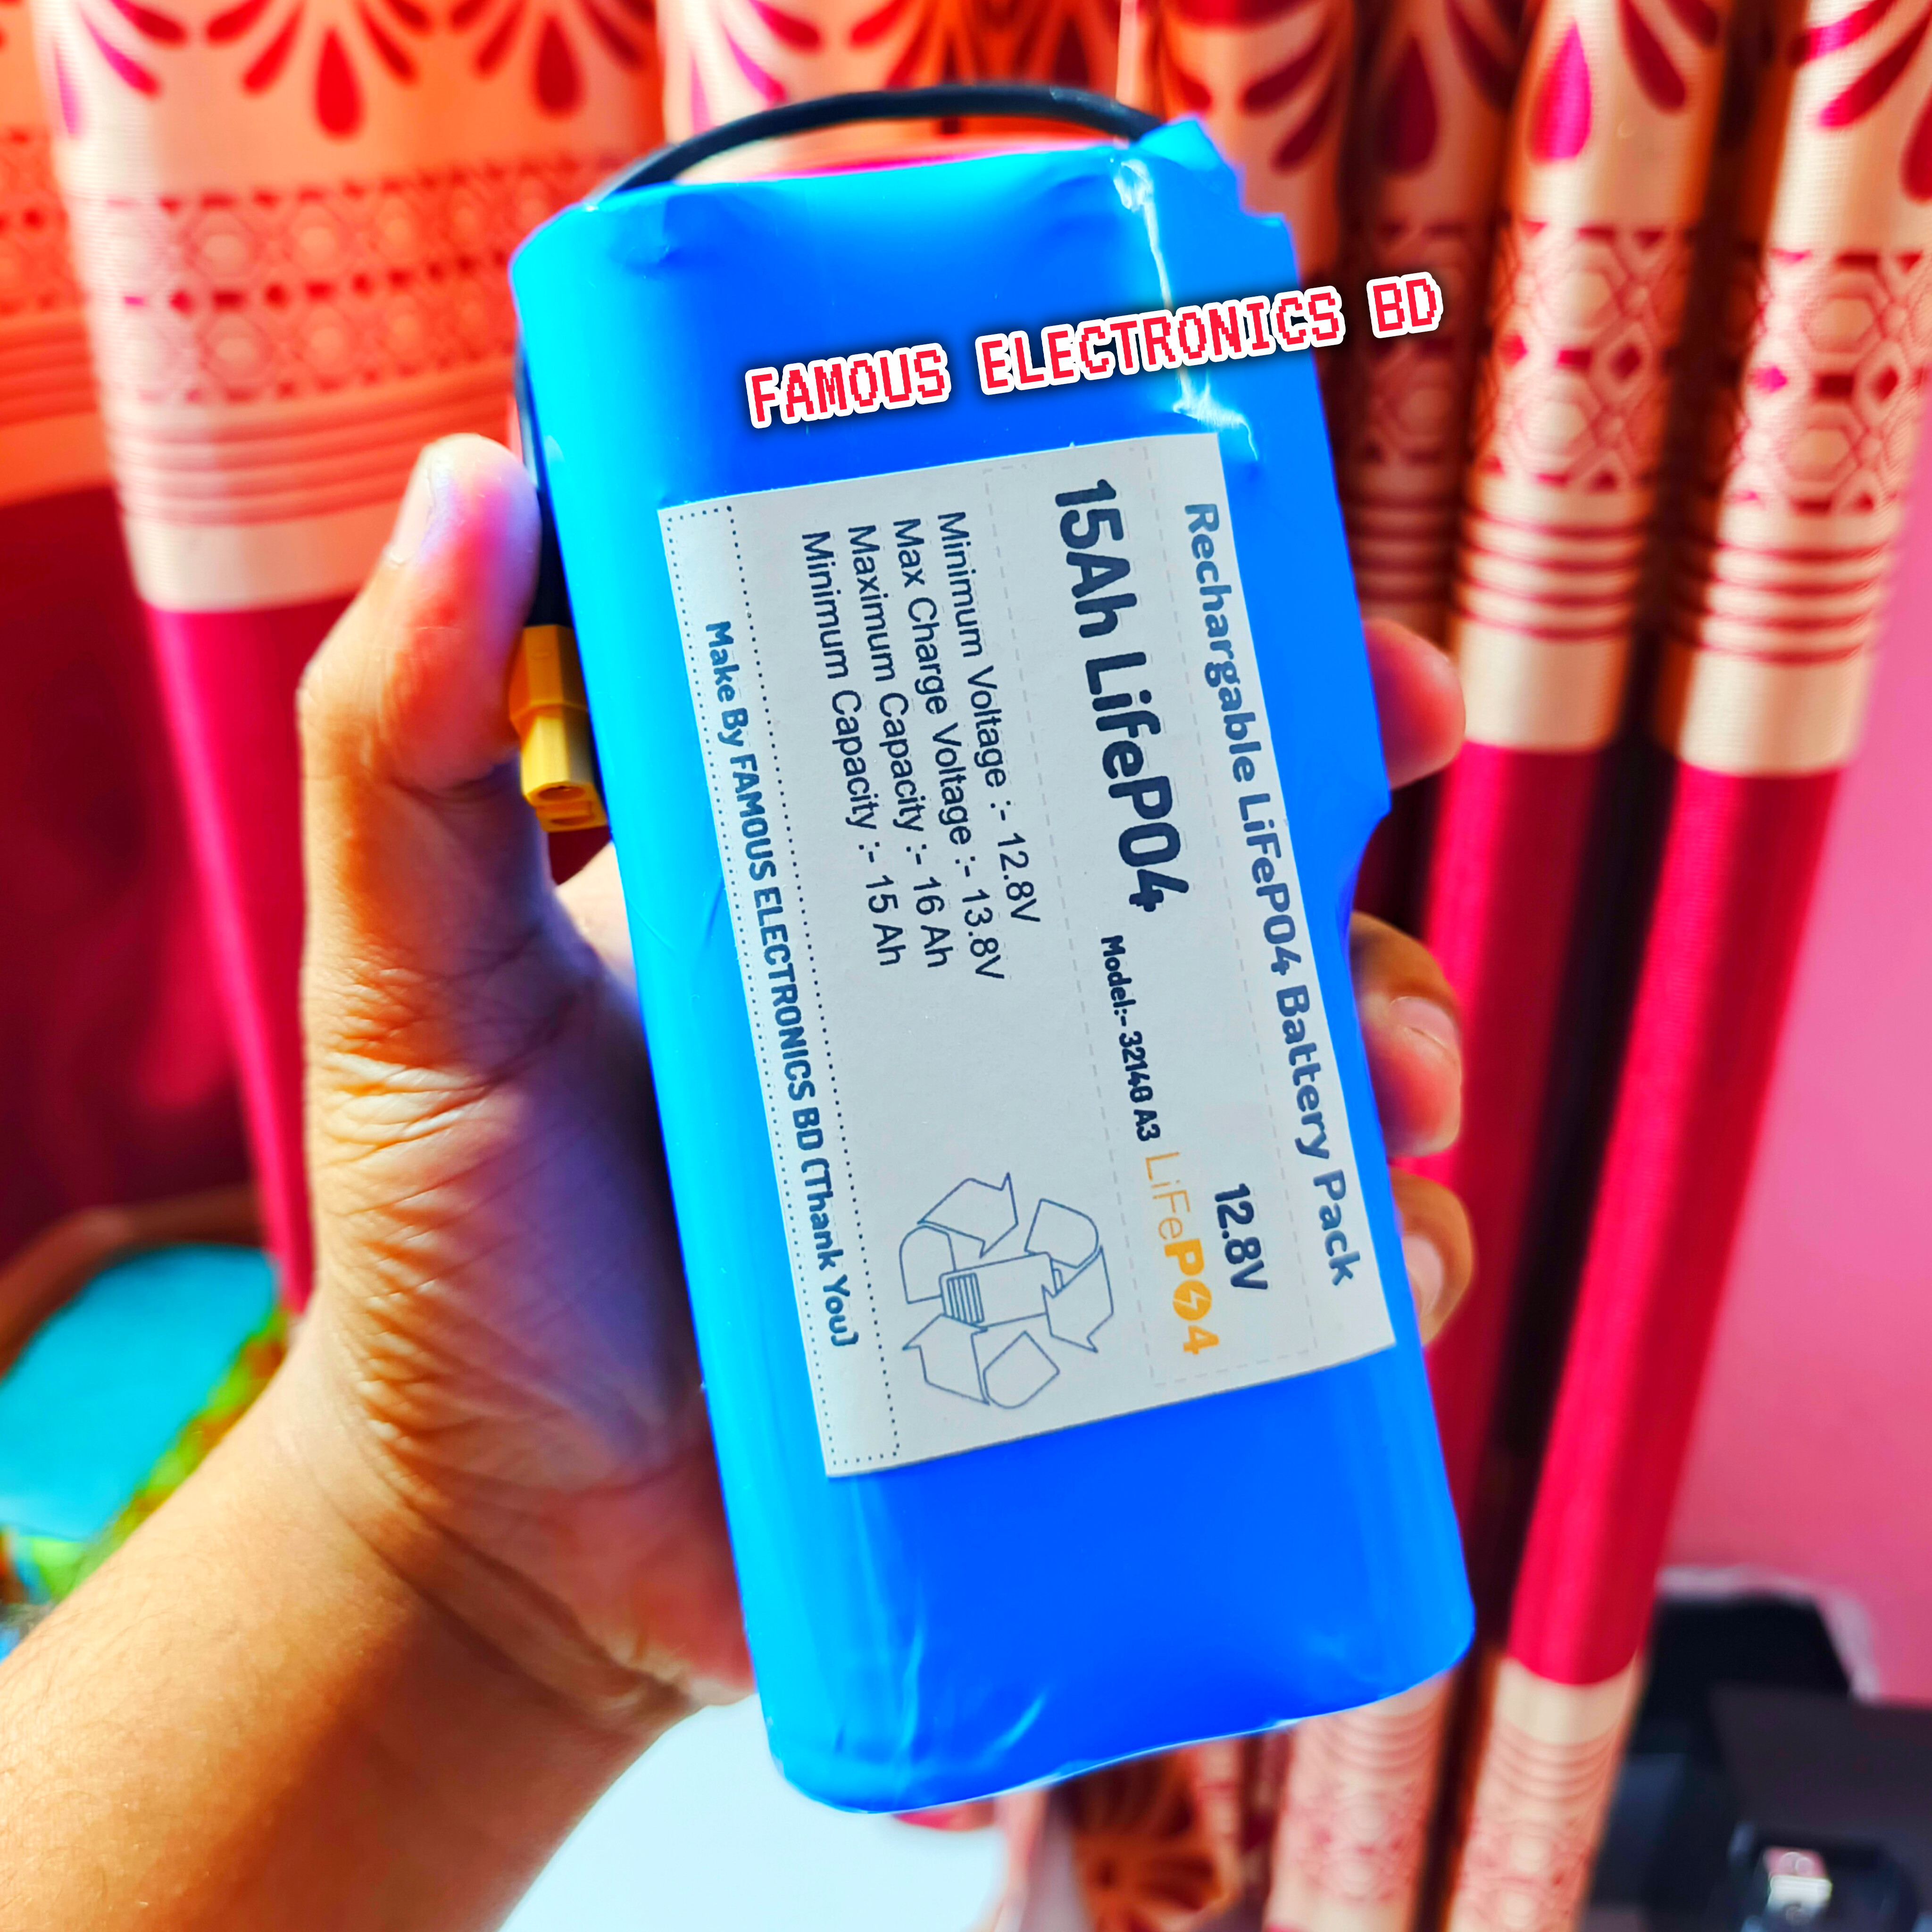 FAMOUS ELECTRONICS BD
Rechargable LiFePO4 Battery Pack
15Ah LifePO4
Model:- 32140 A3
12.8V
LiFePO4
Minimum Voltage :- 12.8V
Max Charge Voltage :- 13.8V
Maximum Capacity :- 16 Ah
Minimum Capacity :- 15 Ah
Make By FAMOUS ELECTRONICS BD (Thank You)